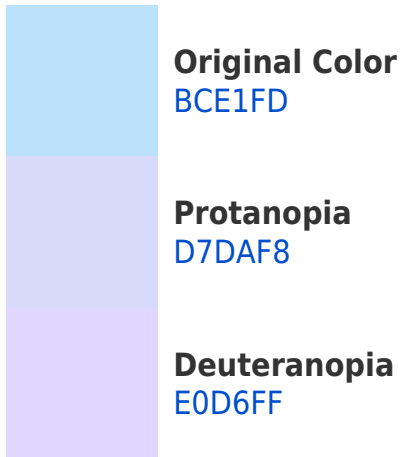 Original Color
BCE1FD
Protanopia
D7DAF8
Deuteranopia
E0D6FF